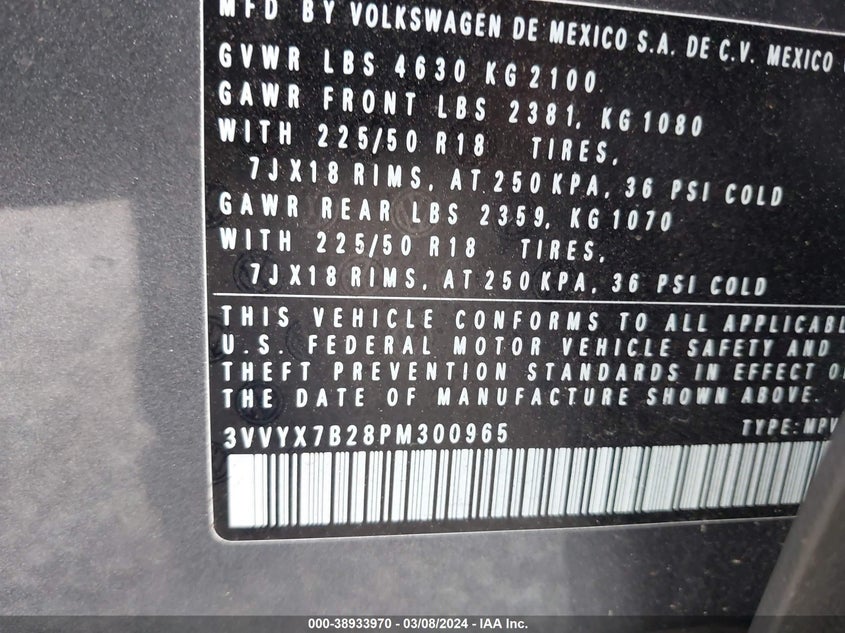 MFD BY VOLKSWAGEN DE MEXICO S.A. DE C.V. MEXICO
GVWR LBS 4630 KG 2100
GAWR FRONT LBS 2381, KG 1080
WITH 225/50 R18 TIRES,
7JX18 RIMS, AT 250 KPA, 36 PSI COLD
GAWR REAR LBS 2359, KG 1070
WITH 225/50 R18 TIRES,
7JX18 RIMS, AT 250 KPA, 36 PSI COLD
THIS VEHICLE CONFORMS TO ALL APPLICABL
U.S. FEDERAL MOTOR VEHICLE SAFETY AND
THEFT PREVENTION STANDARDS IN EFFECT O
THE DATE OF MANUFACTURE SHOWN ABOVE.
3VVYX7B28PM300965 TYPE:MPV
000-38933970 - 03/08/2024 - IAA Inc.